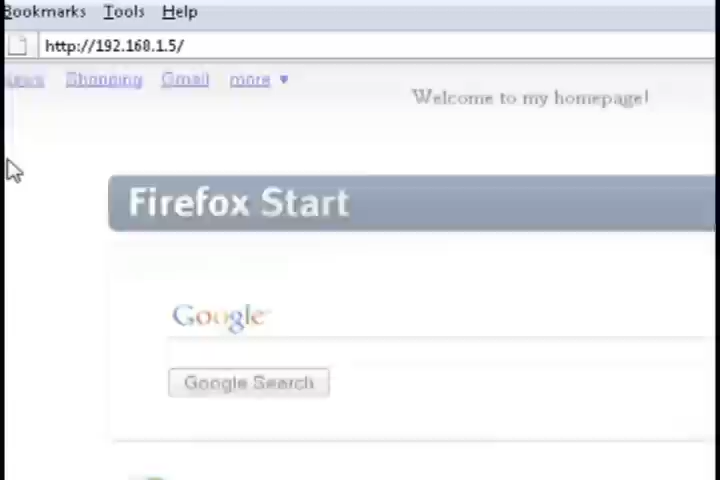 Bookmarks Tools Help
http://192.168.1.5/
Shopping Gmail more ▼
Welcome to my homepage!
Firefox Start
Google
Google Search